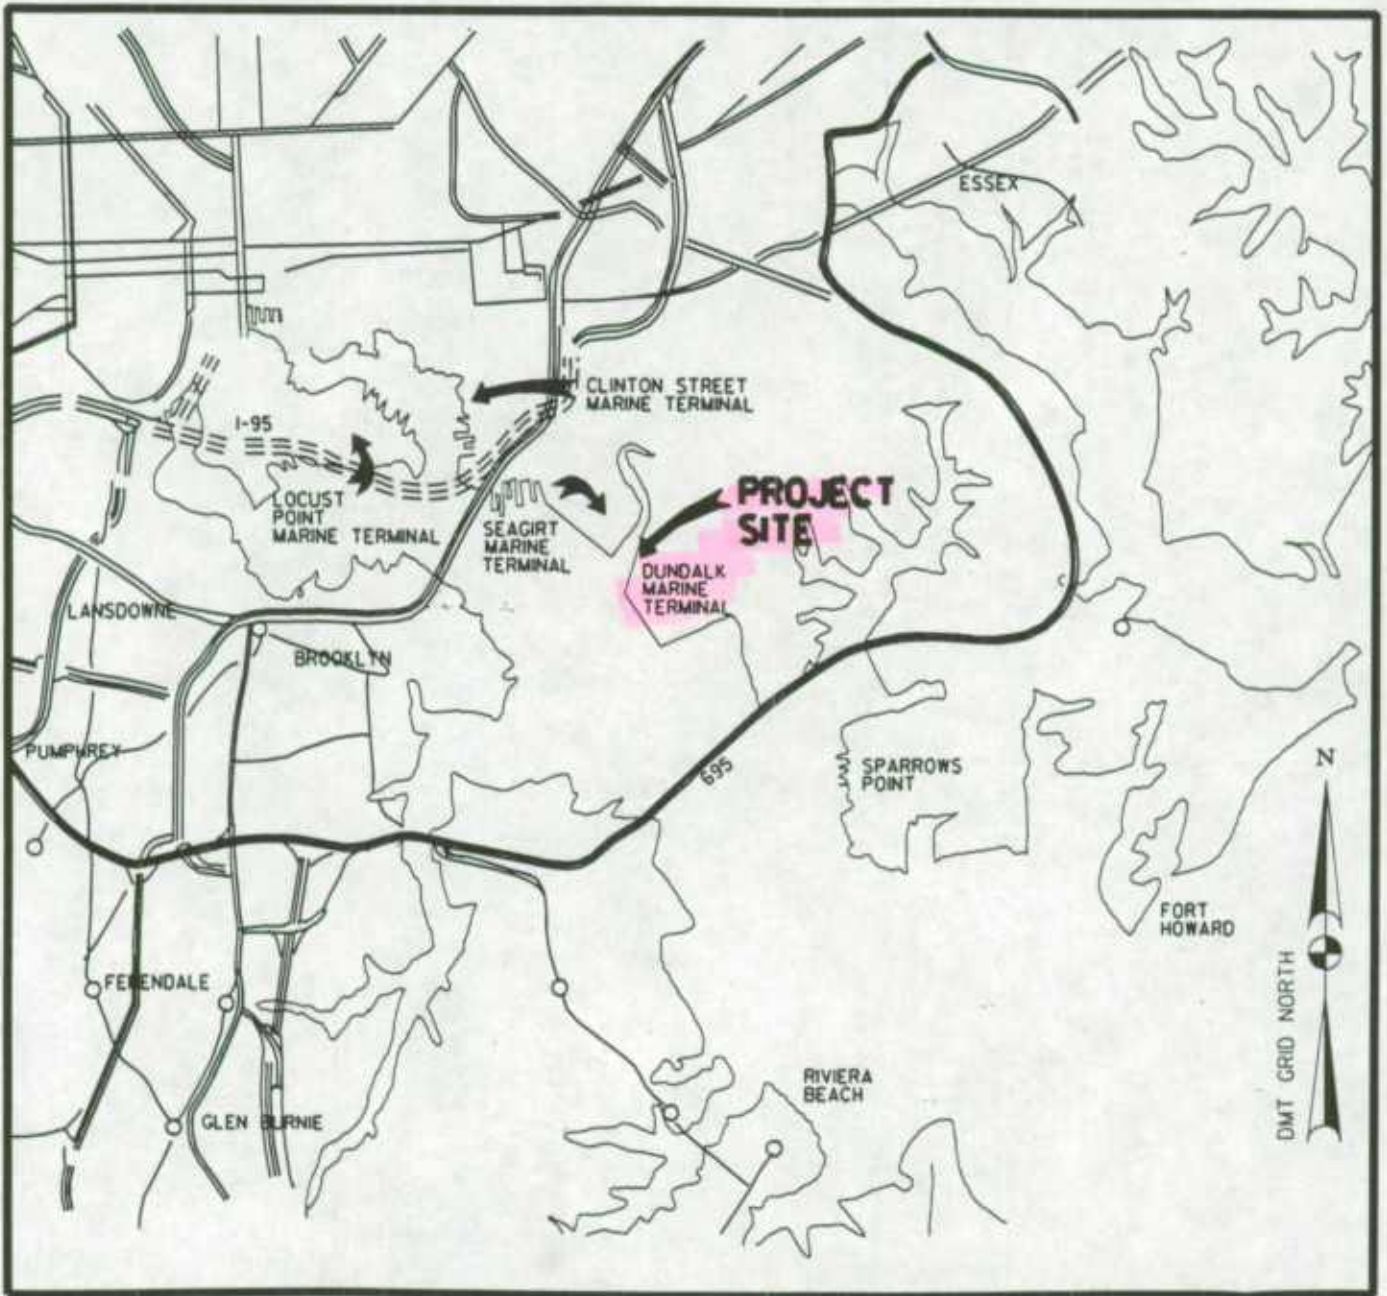 ESSEX
CLINTON STREET
MARINE TERMINAL
I-95
LOCUST
POINT
MARINE TERMINAL
SEAGIRT
MARINE
TERMINAL
PROJECT
SITE
DUNDALK
MARINE
TERMINAL
LANSDOWNE
BROOKLYN
PUMPHREY
695
SPARROWS
POINT
N
FORT
HOWARD
DMT GRID NORTH
FERENDALE
RIVIERA
BEACH
GLEN BURNIE